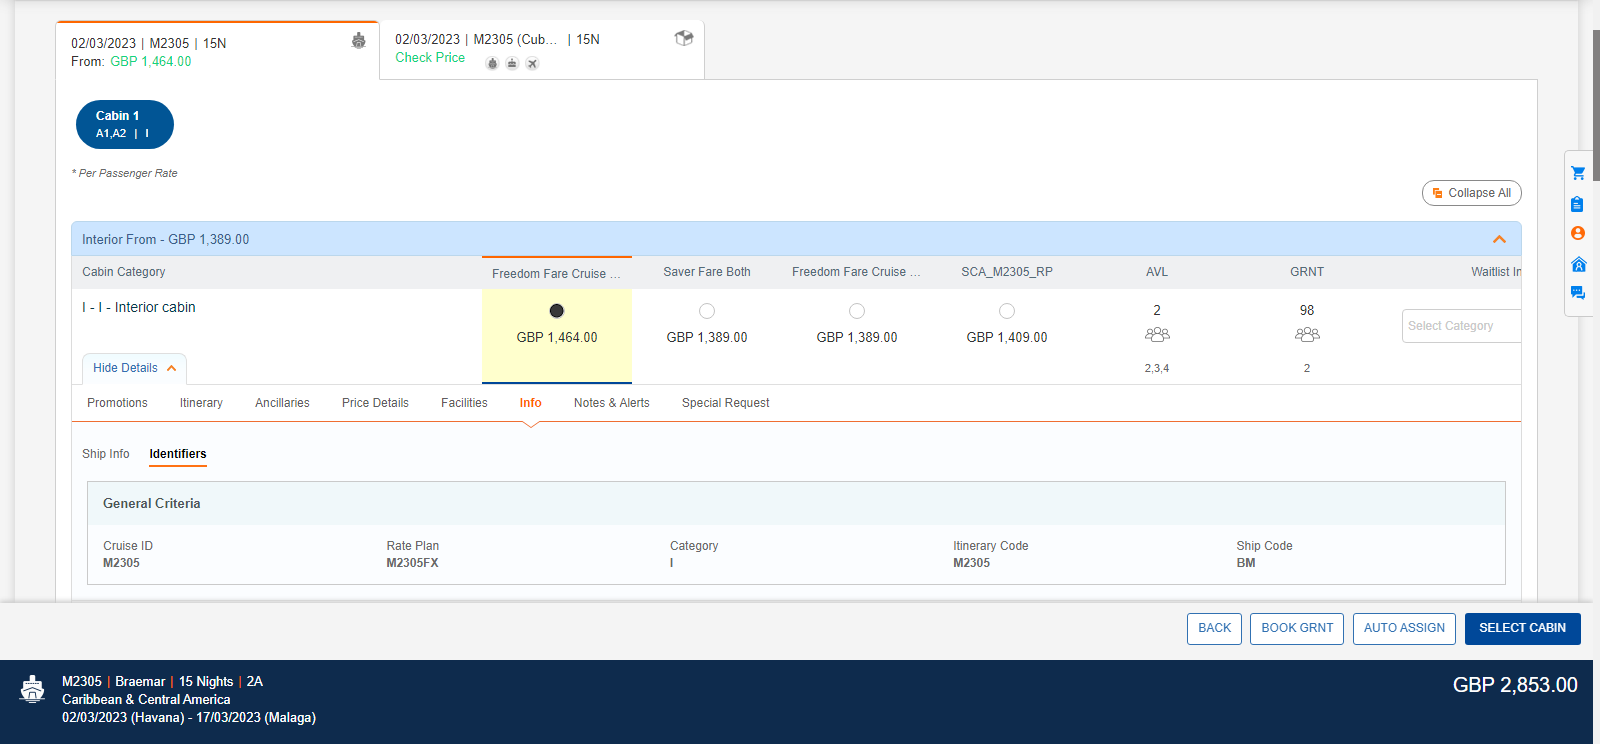 02/03/2023 | M2305 | 15N
From: GBP 1,464.00
02/03/2023 | M2305 (Cub... | 15N
Check Price
Cabin 1
A1,A2 | I
* Per Passenger Rate
Collapse All
Interior From - GBP 1,389.00
Cabin Category
Freedom Fare Cruise ...
Saver Fare Both
Freedom Fare Cruise ...
SCA_M2305_RP
AVL
GRNT
Waitlist In
I - I - Interior cabin
GBP 1,464.00
GBP 1,389.00
GBP 1,389.00
GBP 1,409.00
2
98
Select Category
2,3,4
2
Hide Details
Promotions
Itinerary
Ancillaries
Price Details
Facilities
Info
Notes & Alerts
Special Request
Ship Info
Identifiers
General Criteria
Cruise ID
M2305
Rate Plan
M2305FX
Category
I
Itinerary Code
M2305
Ship Code
BM
BACK
BOOK GRNT
AUTO ASSIGN
SELECT CABIN
M2305 | Braemar | 15 Nights | 2A
Caribbean & Central America
02/03/2023 (Havana) - 17/03/2023 (Malaga)
GBP 2,853.00